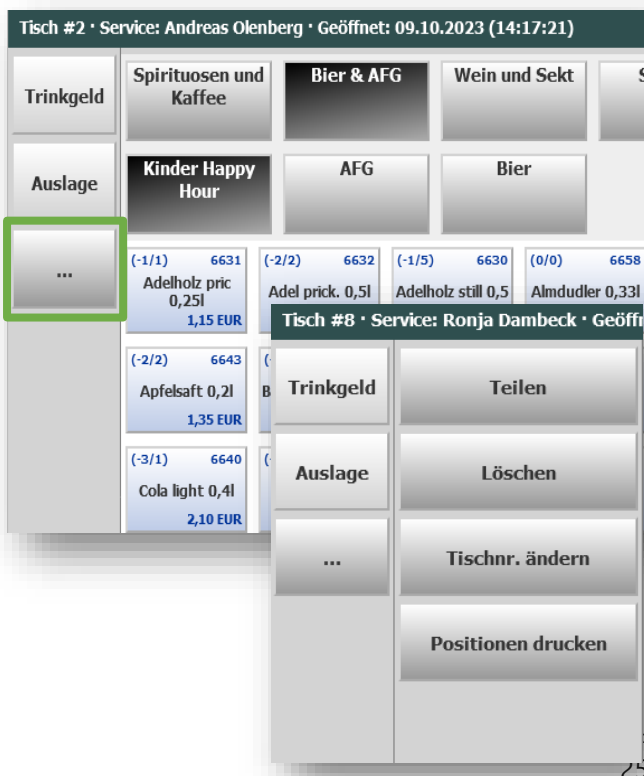 Tisch #2 · Service: Andreas Olenberg · Geöffnet: 09.10.2023 (14:17:21)
Trinkgeld
Spirituosen und
Kaffee
Bier & AFG
Wein und Sekt
Auslage
Kinder Happy
Hour
AFG
Bier
...
(-1/1) 6631
Adelholz pric
0,25l
1,15 EUR
(-2/2) 6632
Adel prick. 0,5l
(-1/5) 6630
Adelholz still 0,5
(0/0) 6658
Almdudler 0,33l
(-2/2) 6643
Apfelsaft 0,2l
1,35 EUR
(-3/1) 6640
Cola light 0,4l
2,10 EUR
Tisch #8 · Service: Ronja Dambeck ·
Trinkgeld
Teilen
Auslage
Löschen
...
Tischnr. ändern
Positionen drucken